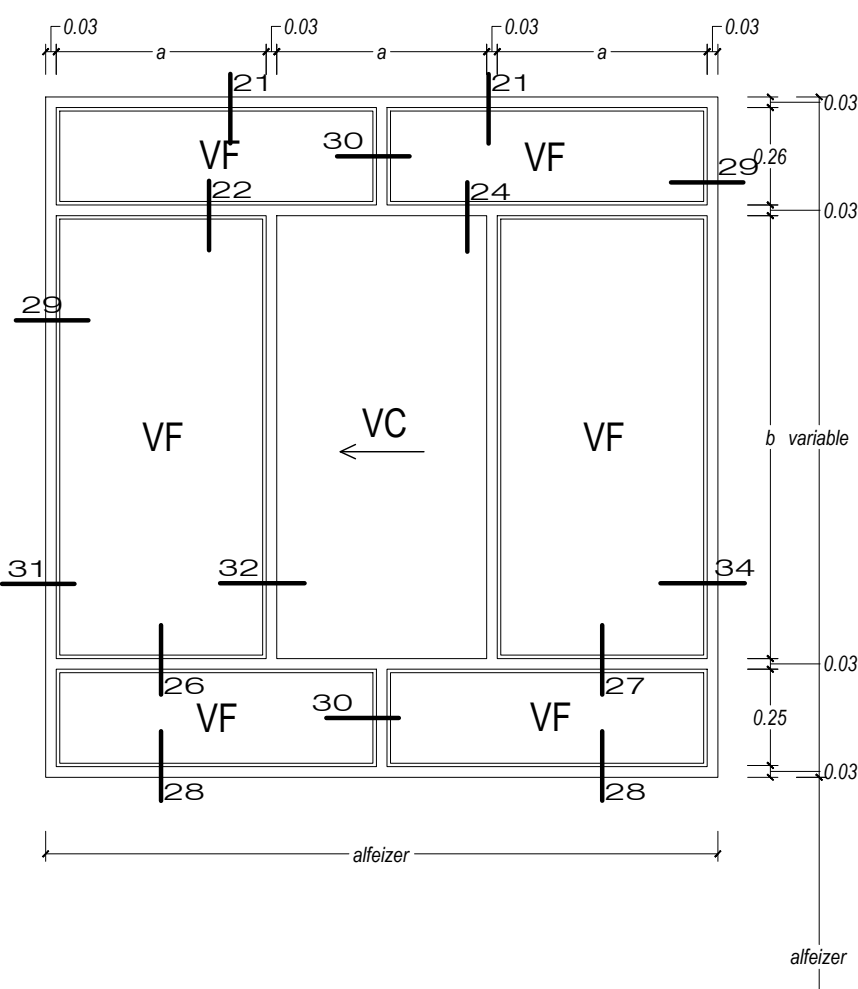 0.03 0.03 0.03 0.03
a a a
21 21
0.03
30
VF VF
0.26
29
22 24
0.03
29
VF VC VF
b variable
31 32 34
0.03
26 27
30
VF VF
0.25
0.03
28 28
alfeizer
alfeizer